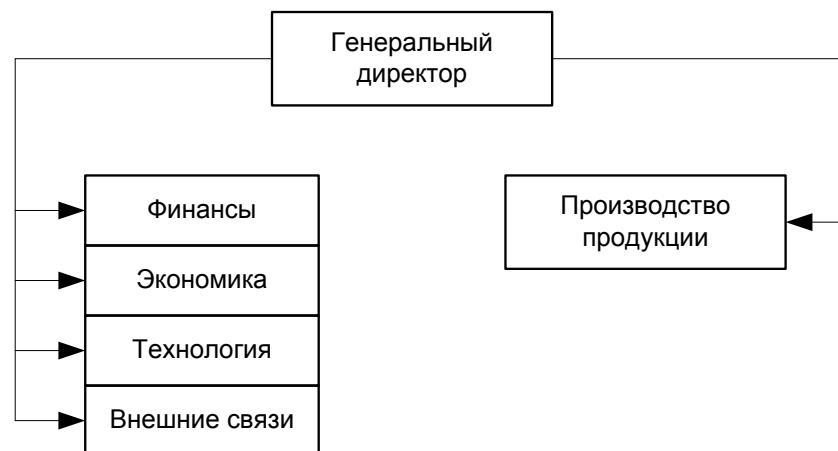 Генеральный
директор
Финансы
Экономика
Технология
Внешние связи
Производство
продукции